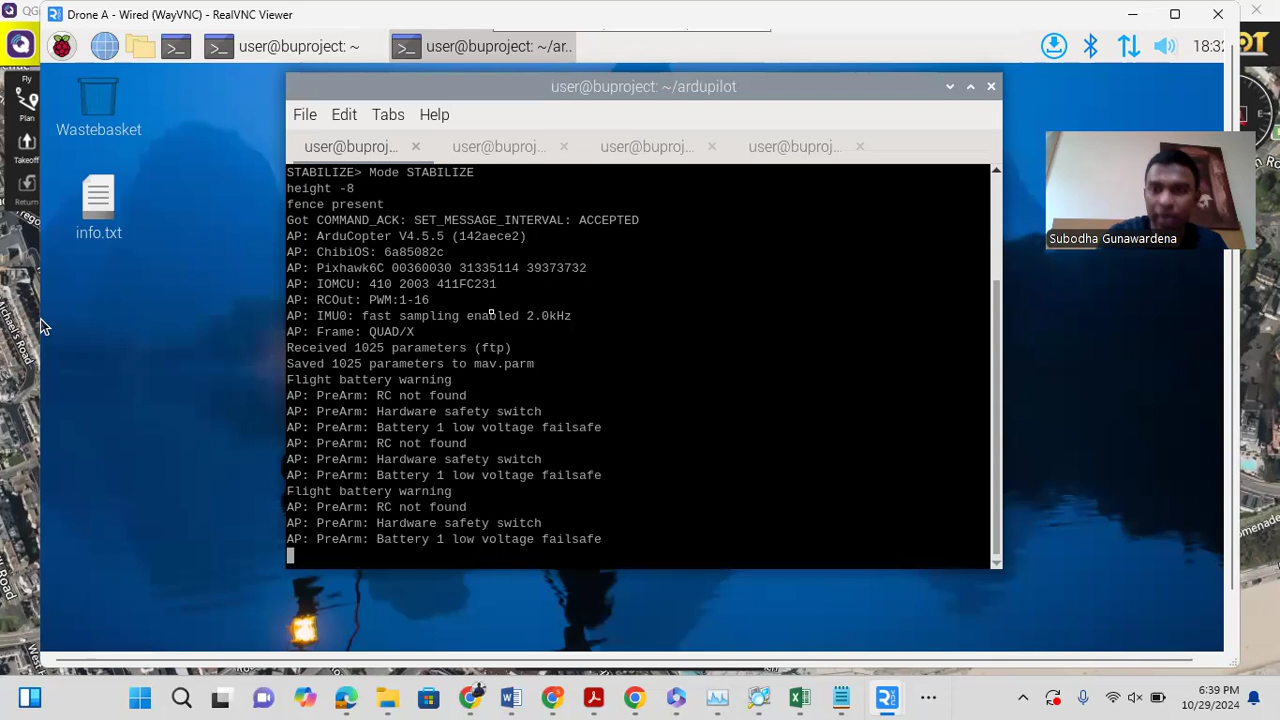 QG
Drone A - Wired (WayVNC) - RealVNC Viewer
user@buproject: ~
user@buproject: ~/ar..
18:32
Fly
Plan
Takeoff
Return
Wastebasket
info.txt
user@buproject: ~/ardupilot
File Edit Tabs Help
user@buproj...
user@buproj...
user@buproj...
user@buproj...
STABILIZE> Mode STABILIZE
height -8
fence present
Got COMMAND_ACK: SET_MESSAGE_INTERVAL: ACCEPTED
AP: ArduCopter V4.5.5 (142aece2)
AP: ChibiOS: 6a85082c
AP: Pixhawk6C 00360030 31335114 39373732
AP: IOMCU: 410 2003 411FC231
AP: RCOut: PWM:1-16
AP: IMU0: fast sampling enabled 2.0kHz
AP: Frame: QUAD/X
Received 1025 parameters (ftp)
Saved 1025 parameters to mav.parm
Flight battery warning
AP: PreArm: RC not found
AP: PreArm: Hardware safety switch
AP: PreArm: Battery 1 low voltage failsafe
AP: PreArm: RC not found
AP: PreArm: Hardware safety switch
AP: PreArm: Battery 1 low voltage failsafe
Flight battery warning
AP: PreArm: RC not found
AP: PreArm: Hardware safety switch
AP: PreArm: Battery 1 low voltage failsafe
Subodha Gunawardena
Michael's Road
6:39 PM
10/29/2024